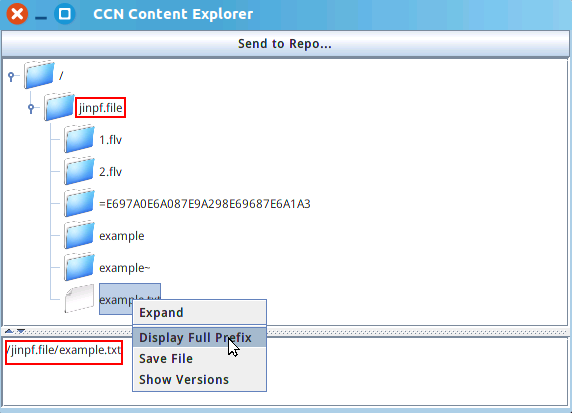 CCN Content Explorer
Send to Repo...
/
jinpf.file
1.flv
2.flv
=E697A0E6A087E9A298E69687E6A1A3
example
example~
example.txt
Expand
Display Full Prefix
/jinpf.file/example.txt
Save File
Show Versions